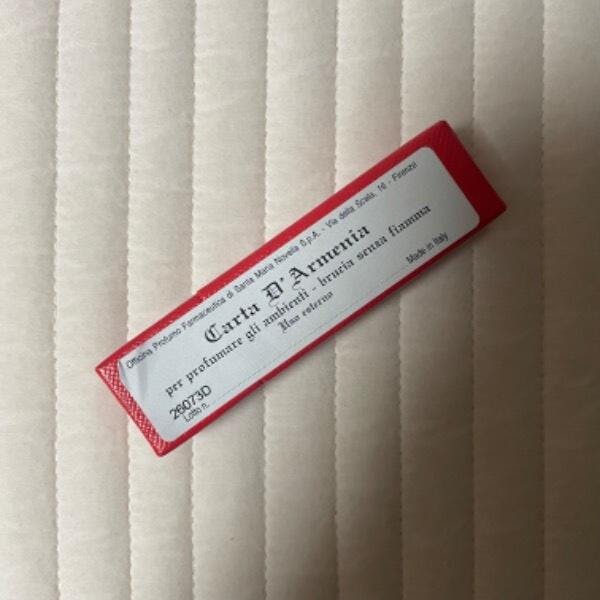 Officina Profumo Farmaceutica di Santa Maria Novella S.p.A. - Via della Scala, 16 - Firenze
Carta D'Armenia
per profumare gli ambienti - brucia senza fiamma
Uso esterno
Made in Italy
26073D
Lotto n.